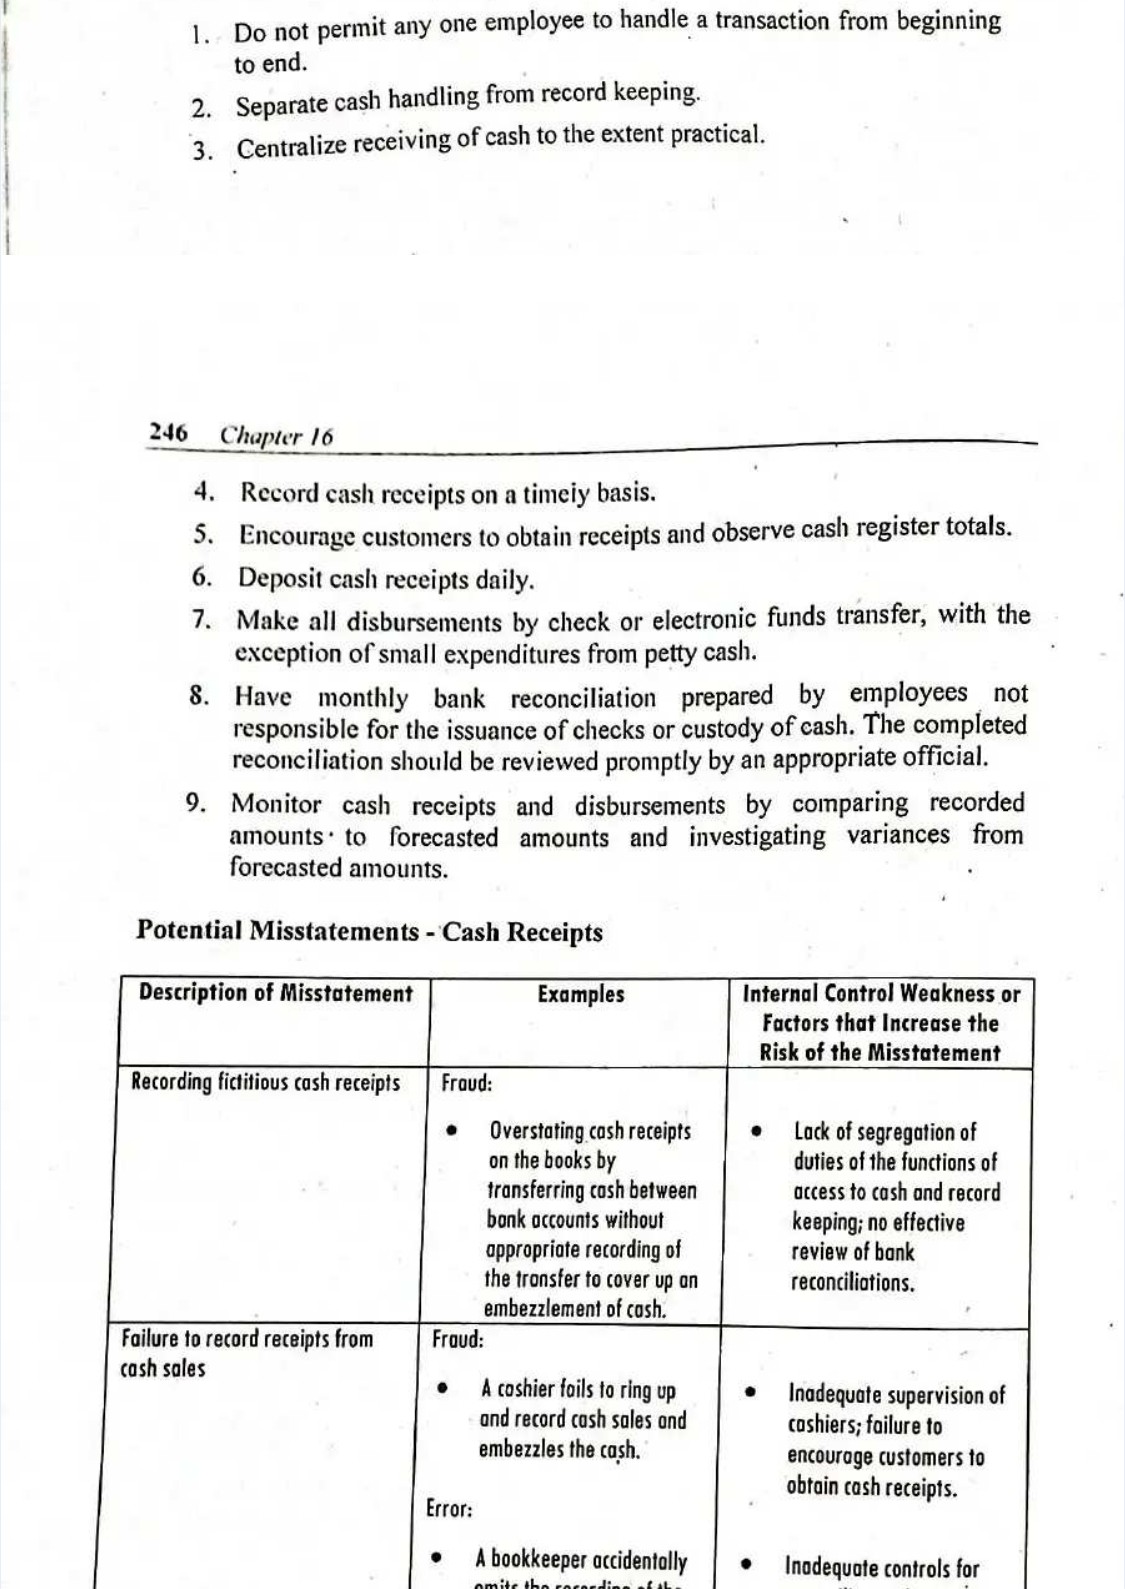 1. Do not permit any one employee to handle a transaction from beginning
to end.
2. Separate cash handling from record keeping.
3. Centralize receiving of cash to the extent practical.
246 Chapter 16
4. Record cash receipts on a timely basis.
5. Encourage customers to obtain receipts and observe cash register totals.
6. Deposit cash receipts daily.
7. Make all disbursements by check or electronic funds transfer, with the
exception of small expenditures from petty cash.
8. Have monthly bank reconciliation prepared by employees not
responsible for the issuance of checks or custody of cash. The completed
reconciliation should be reviewed promptly by an appropriate official.
9. Monitor cash receipts and disbursements by comparing recorded
amounts to forecasted amounts and investigating variances from
forecasted amounts.
Potential Misstatements - Cash Receipts
Description of Misstatement
Examples
Internal Control Weakness or
Factors that Increase the
Risk of the Misstatement
Recording fictitious cash receipts
Fraud:
• Overstating cash receipts
on the books by
transferring cash between
bank accounts without
appropriate recording of
the transfer to cover up an
embezzlement of cash.
• Lack of segregation of
duties of the functions of
access to cash and record
keeping; no effective
review of bank
reconciliations.
Failure to record receipts from
cash sales
Fraud:
• A cashier fails to ring up
and record cash sales and
embezzles the cash.
• Inadequate supervision of
cashiers; failure to
encourage customers to
obtain cash receipts.
Error:
• A bookkeeper accidentally
omits the recording of the
• Inadequate controls for